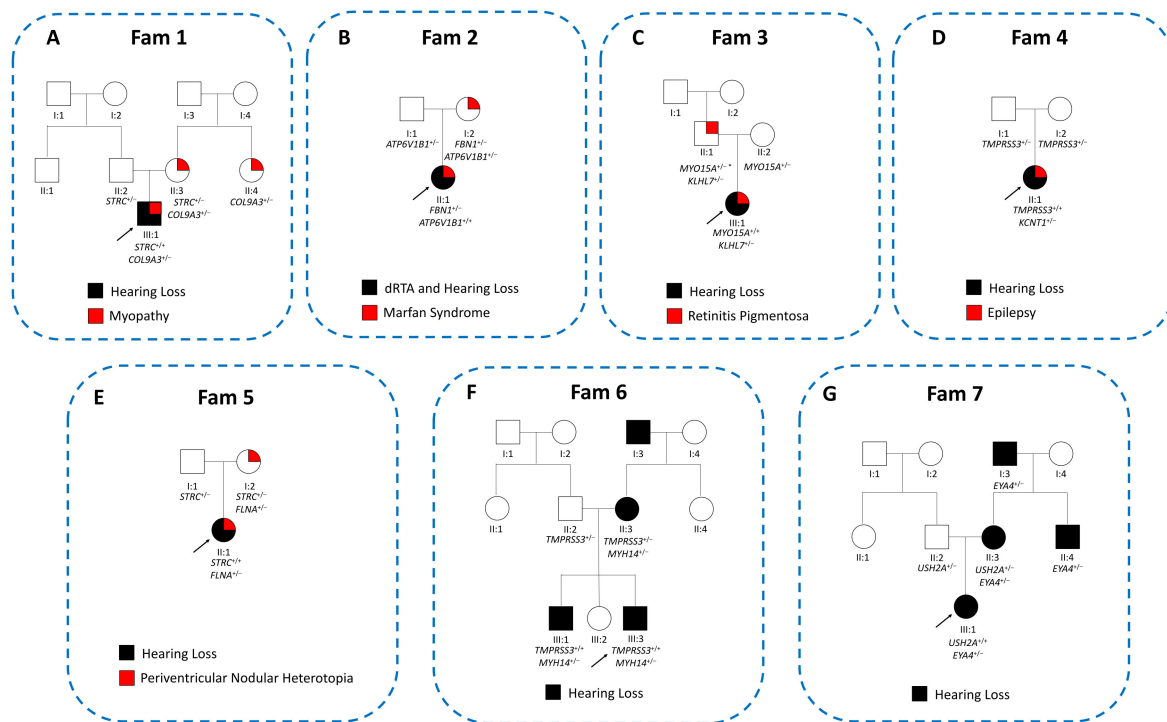 A
Fam 1
I:1
I:2
I:3
I:4
II:1
II:2
STRC+/-
II:3
STRC+/-
COL9A3+/-
II:4
COL9A3+/-
III:1
STRC+/+
COL9A3+/-
Hearing Loss
Myopathy
B
Fam 2
I:1
ATP6V1B1+/-
I:2
FBN1+/-
ATP6V1B1+/-
II:1
FBN1+/-
ATP6V1B1+/+
dRTA and Hearing Loss
Marfan Syndrome
C
Fam 3
I:1
I:2
II:1
MYO15A+/- *
KLHL7+/-
II:2
MYO15A+/-
III:1
MYO15A+/+
KLHL7+/-
Hearing Loss
Retinitis Pigmentosa
D
Fam 4
I:1
TMPRSS3+/-
I:2
TMPRSS3+/-
II:1
TMPRSS3+/+
KCNT1+/-
Hearing Loss
Epilepsy
E
Fam 5
I:1
STRC+/-
I:2
STRC+/-
FLNA+/-
II:1
STRC+/+
FLNA+/-
Hearing Loss
Periventricular Nodular Heterotopia
F
Fam 6
I:1
I:2
I:3
I:4
II:1
II:2
TMPRSS3+/-
II:3
TMPRSS3+/-
MYH14+/-
II:4
III:1
TMPRSS3+/+
MYH14+/-
III:2
III:3
TMPRSS3+/+
MYH14+/-
Hearing Loss
G
Fam 7
I:1
I:2
I:3
EYA4+/-
I:4
II:1
II:2
USH2A+/-
II:3
USH2A+/-
EYA4+/-
II:4
EYA4+/-
III:1
USH2A+/+
EYA4+/-
Hearing Loss